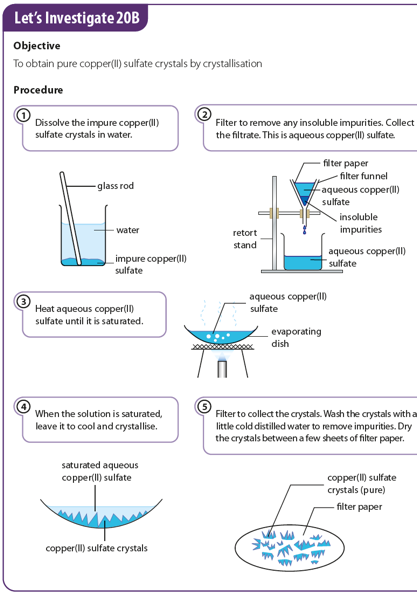 Let's Investigate 20B
Objective
To obtain pure copper(II) sulfate crystals by crystallisation
Procedure
1
Dissolve the impure copper(II)
sulfate crystals in water.
glass rod
water
impure copper(II)
sulfate
2
Filter to remove any insoluble impurities. Collect
the filtrate. This is aqueous copper(II) sulfate.
filter paper
filter funnel
aqueous copper(II)
sulfate
insoluble
impurities
retort
stand
aqueous copper(II)
sulfate
3
Heat aqueous copper(II)
sulfate until it is saturated.
aqueous copper(II)
sulfate
evaporating
dish
4
When the solution is saturated,
leave it to cool and crystallise.
saturated aqueous
copper(II) sulfate
copper(II) sulfate crystals
5
Filter to collect the crystals. Wash the crystals with a
little cold distilled water to remove impurities. Dry
the crystals between a few sheets of filter paper.
copper(II) sulfate
crystals (pure)
filter paper